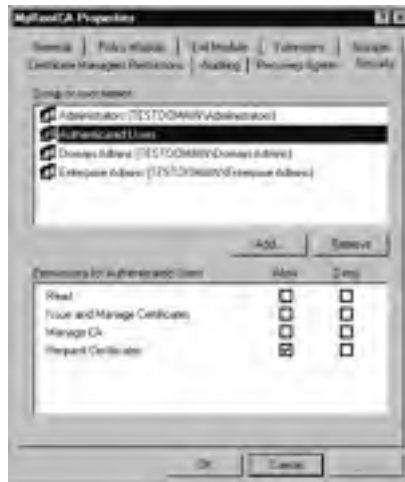 MyRootCA Properties
General Policy Module Exit Module Extensions Storage
Certificate Managers Restrictions Auditing Recovery Agents Security
Group or user names:
Administrators (TESTDOMAIN\Administrators)
Authenticated Users
Domain Admins (TESTDOMAIN\Domain Admins)
Enterprise Admins (TESTDOMAIN\Enterprise Admins)
Add... Remove
Permissions for Authenticated Users Allow Deny
Read
Issue and Manage Certificates
Manage CA
Request Certificates
OK Cancel